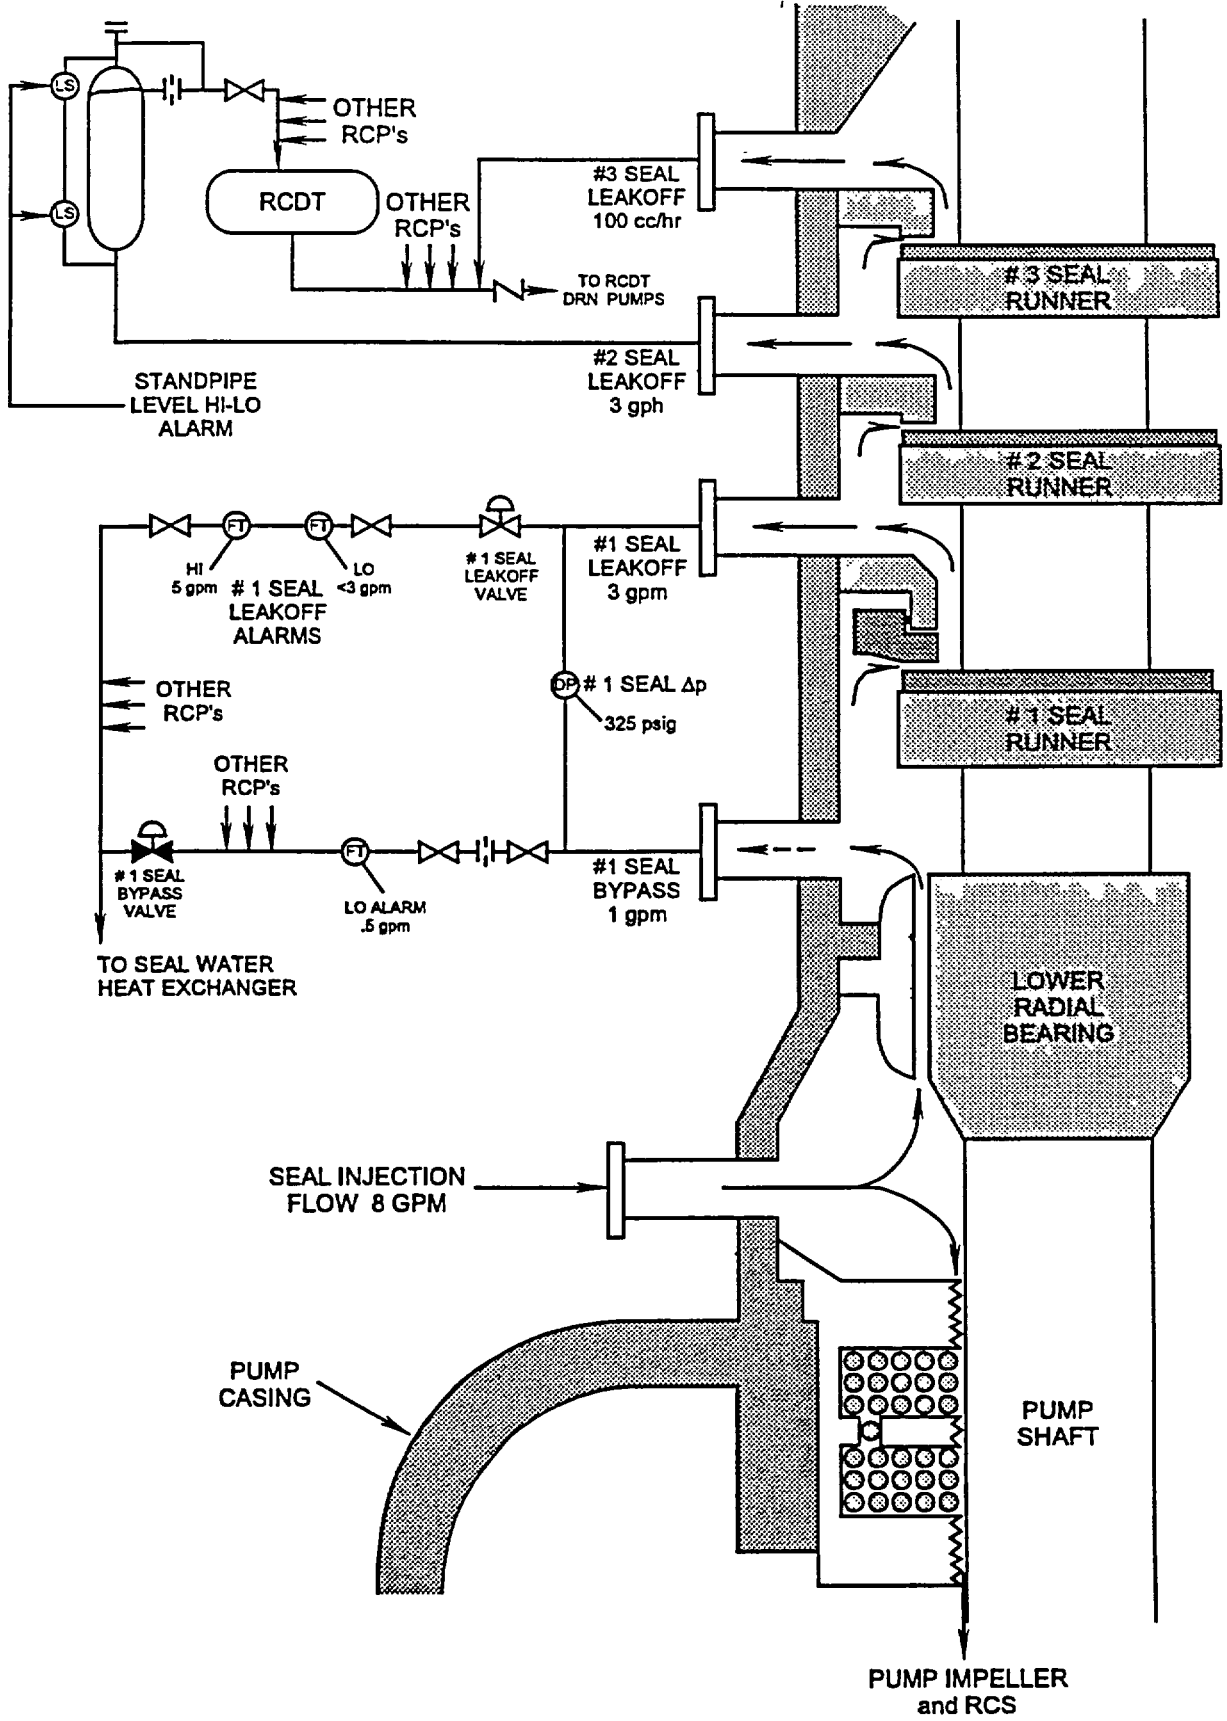 LS
LS
OTHER
RCP's
RCDT
OTHER
RCP's
#3 SEAL
LEAKOFF
100 cc/hr
TO RCDT
DRN PUMPS
# 3 SEAL
RUNNER
STANDPIPE
LEVEL HI-LO
ALARM
#2 SEAL
LEAKOFF
3 gph
# 2 SEAL
RUNNER
FT
FT
HI
5 gpm
# 1 SEAL
LEAKOFF
ALARMS
LO
<3 gpm
# 1 SEAL
LEAKOFF
VALVE
#1 SEAL
LEAKOFF
3 gpm
OTHER
RCP's
DP
# 1 SEAL Δp
325 psig
# 1 SEAL
RUNNER
OTHER
RCP's
# 1 SEAL
BYPASS
VALVE
FT
LO ALARM
.5 gpm
#1 SEAL
BYPASS
1 gpm
TO SEAL WATER
HEAT EXCHANGER
LOWER
RADIAL
BEARING
SEAL INJECTION
FLOW 8 GPM
PUMP
CASING
PUMP
SHAFT
PUMP IMPELLER
and RCS